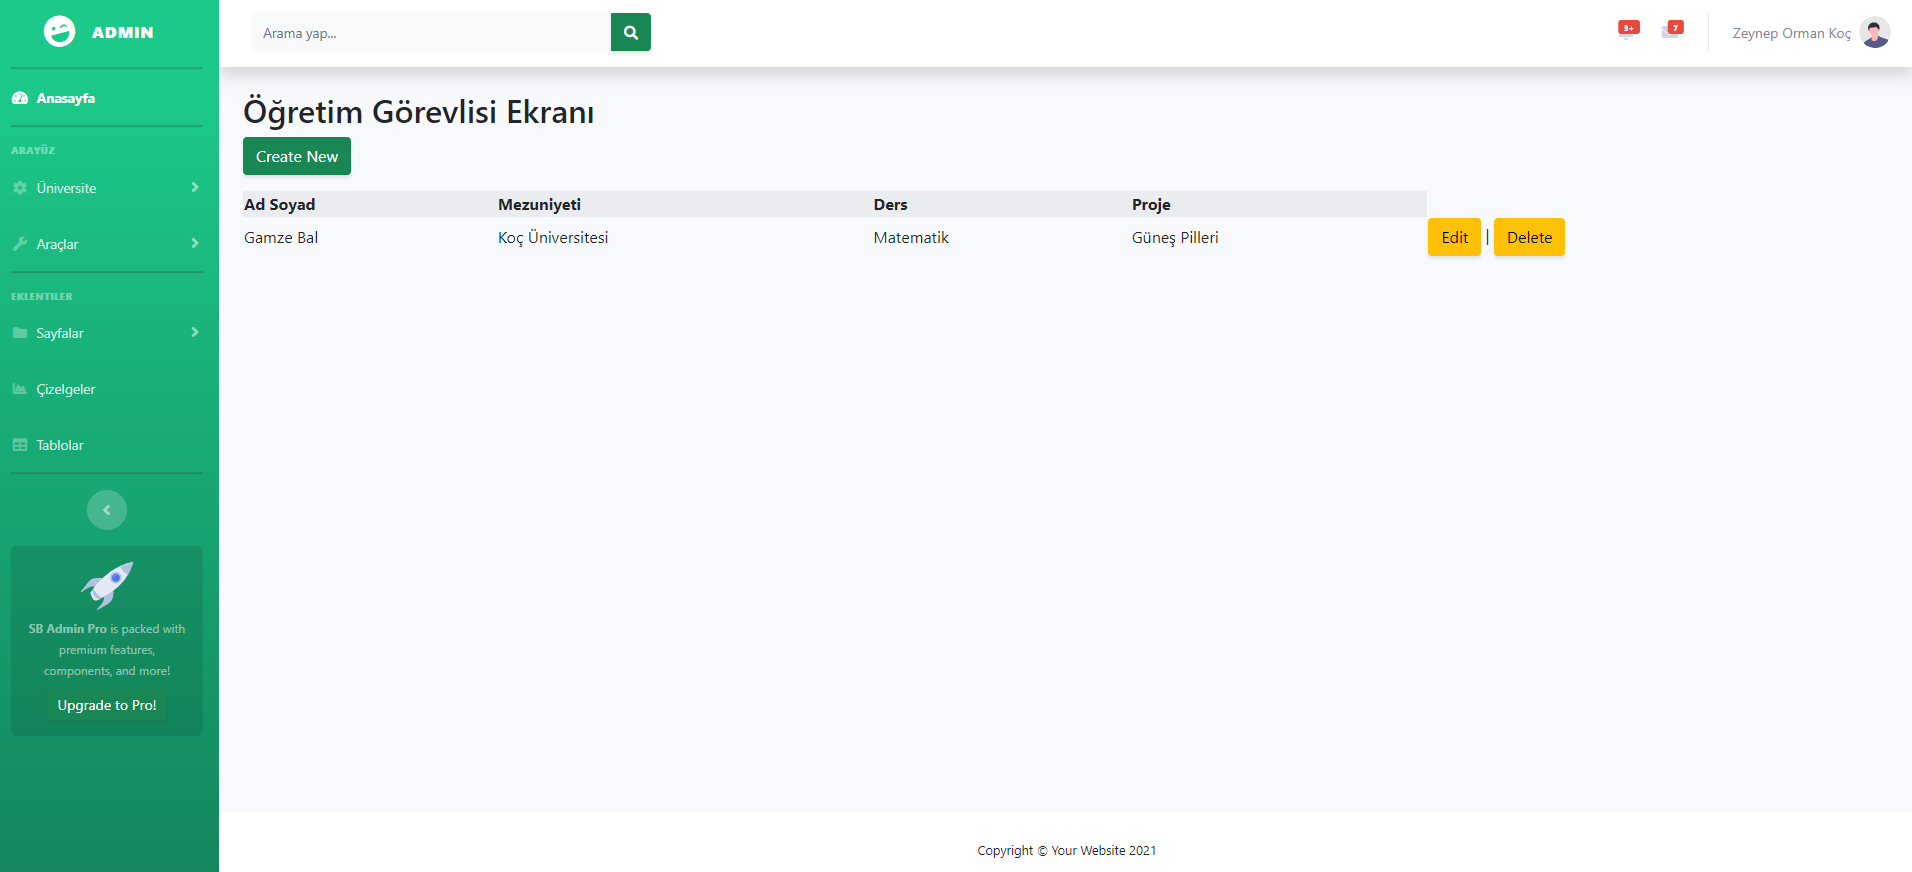 ADMIN
Arama yap...
3+
7
Zeynep Orman Koç
Anasayfa
ARAYÜZ
Üniversite
Araçlar
EKLENTILER
Sayfalar
Çizelgeler
Tablolar
SB Admin Pro is packed with
premium features,
components, and more!
Upgrade to Pro!
Öğretim Görevlisi Ekranı
Create New
Ad Soyad Mezuniyeti Ders Proje
Gamze Bal Koç Üniversitesi Matematik Güneş Pilleri Edit | Delete
Copyright © Your Website 2021